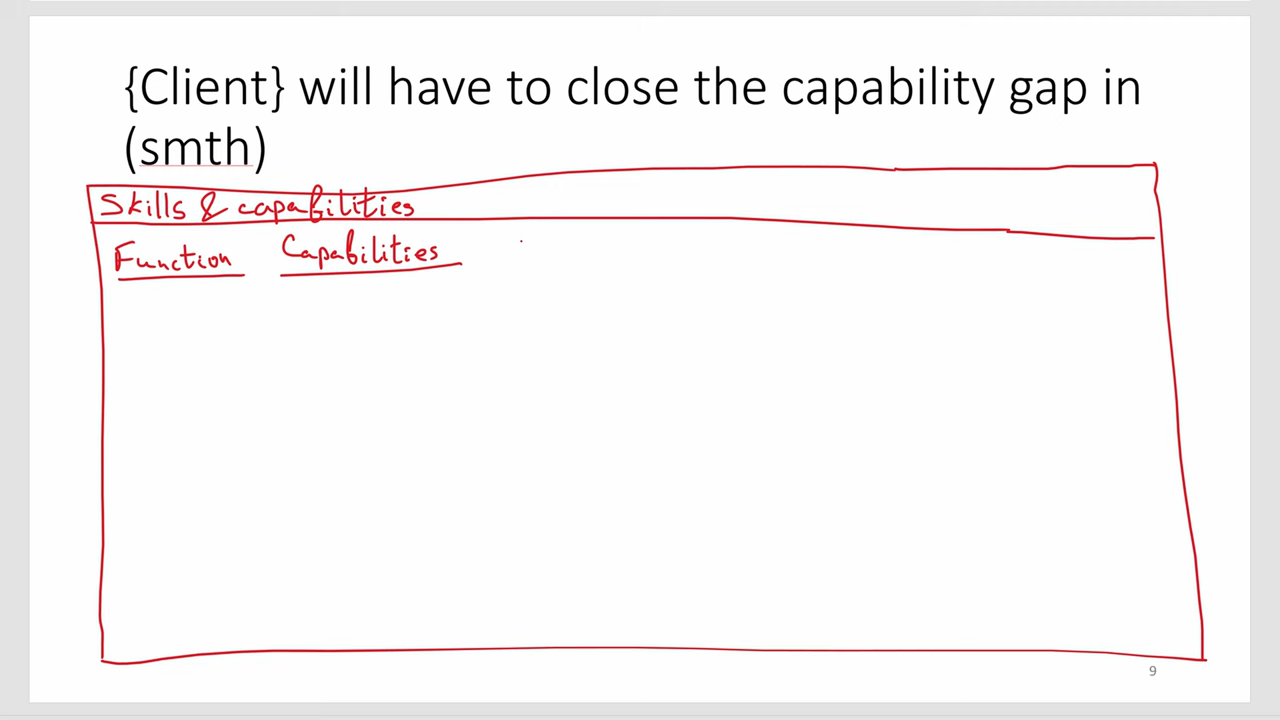 {Client} will have to close the capability gap in
(smth)
Skills & capabilities
Function Capabilities
9